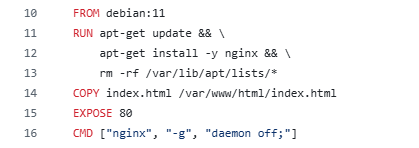 10 FROM debian:11
11 RUN apt-get update && \
12 apt-get install -y nginx && \
13 rm -rf /var/lib/apt/lists/*
14 COPY index.html /var/www/html/index.html
15 EXPOSE 80
16 CMD ["nginx", "-g", "daemon off;"]